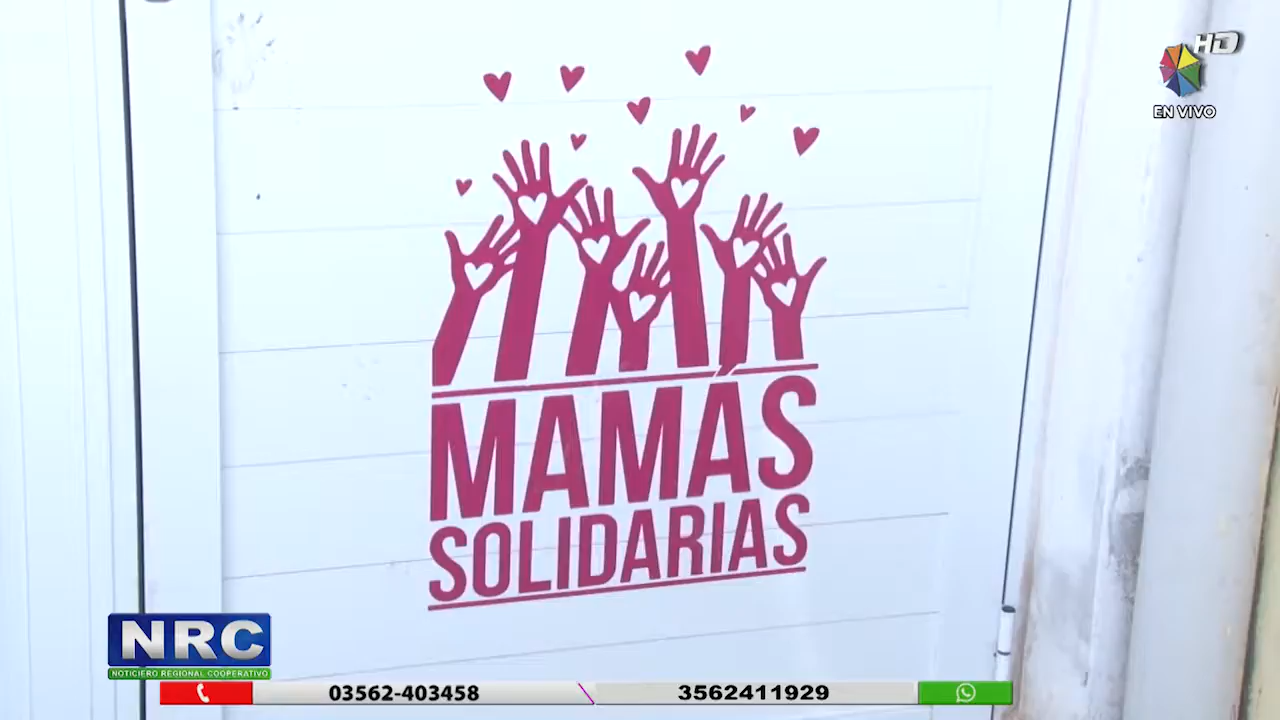 HD
EN VIVO
MAMÁS
SOLIDARIAS
NRC
NOTICIERO REGIONAL COOPERATIVO
03562-403458
3562411929